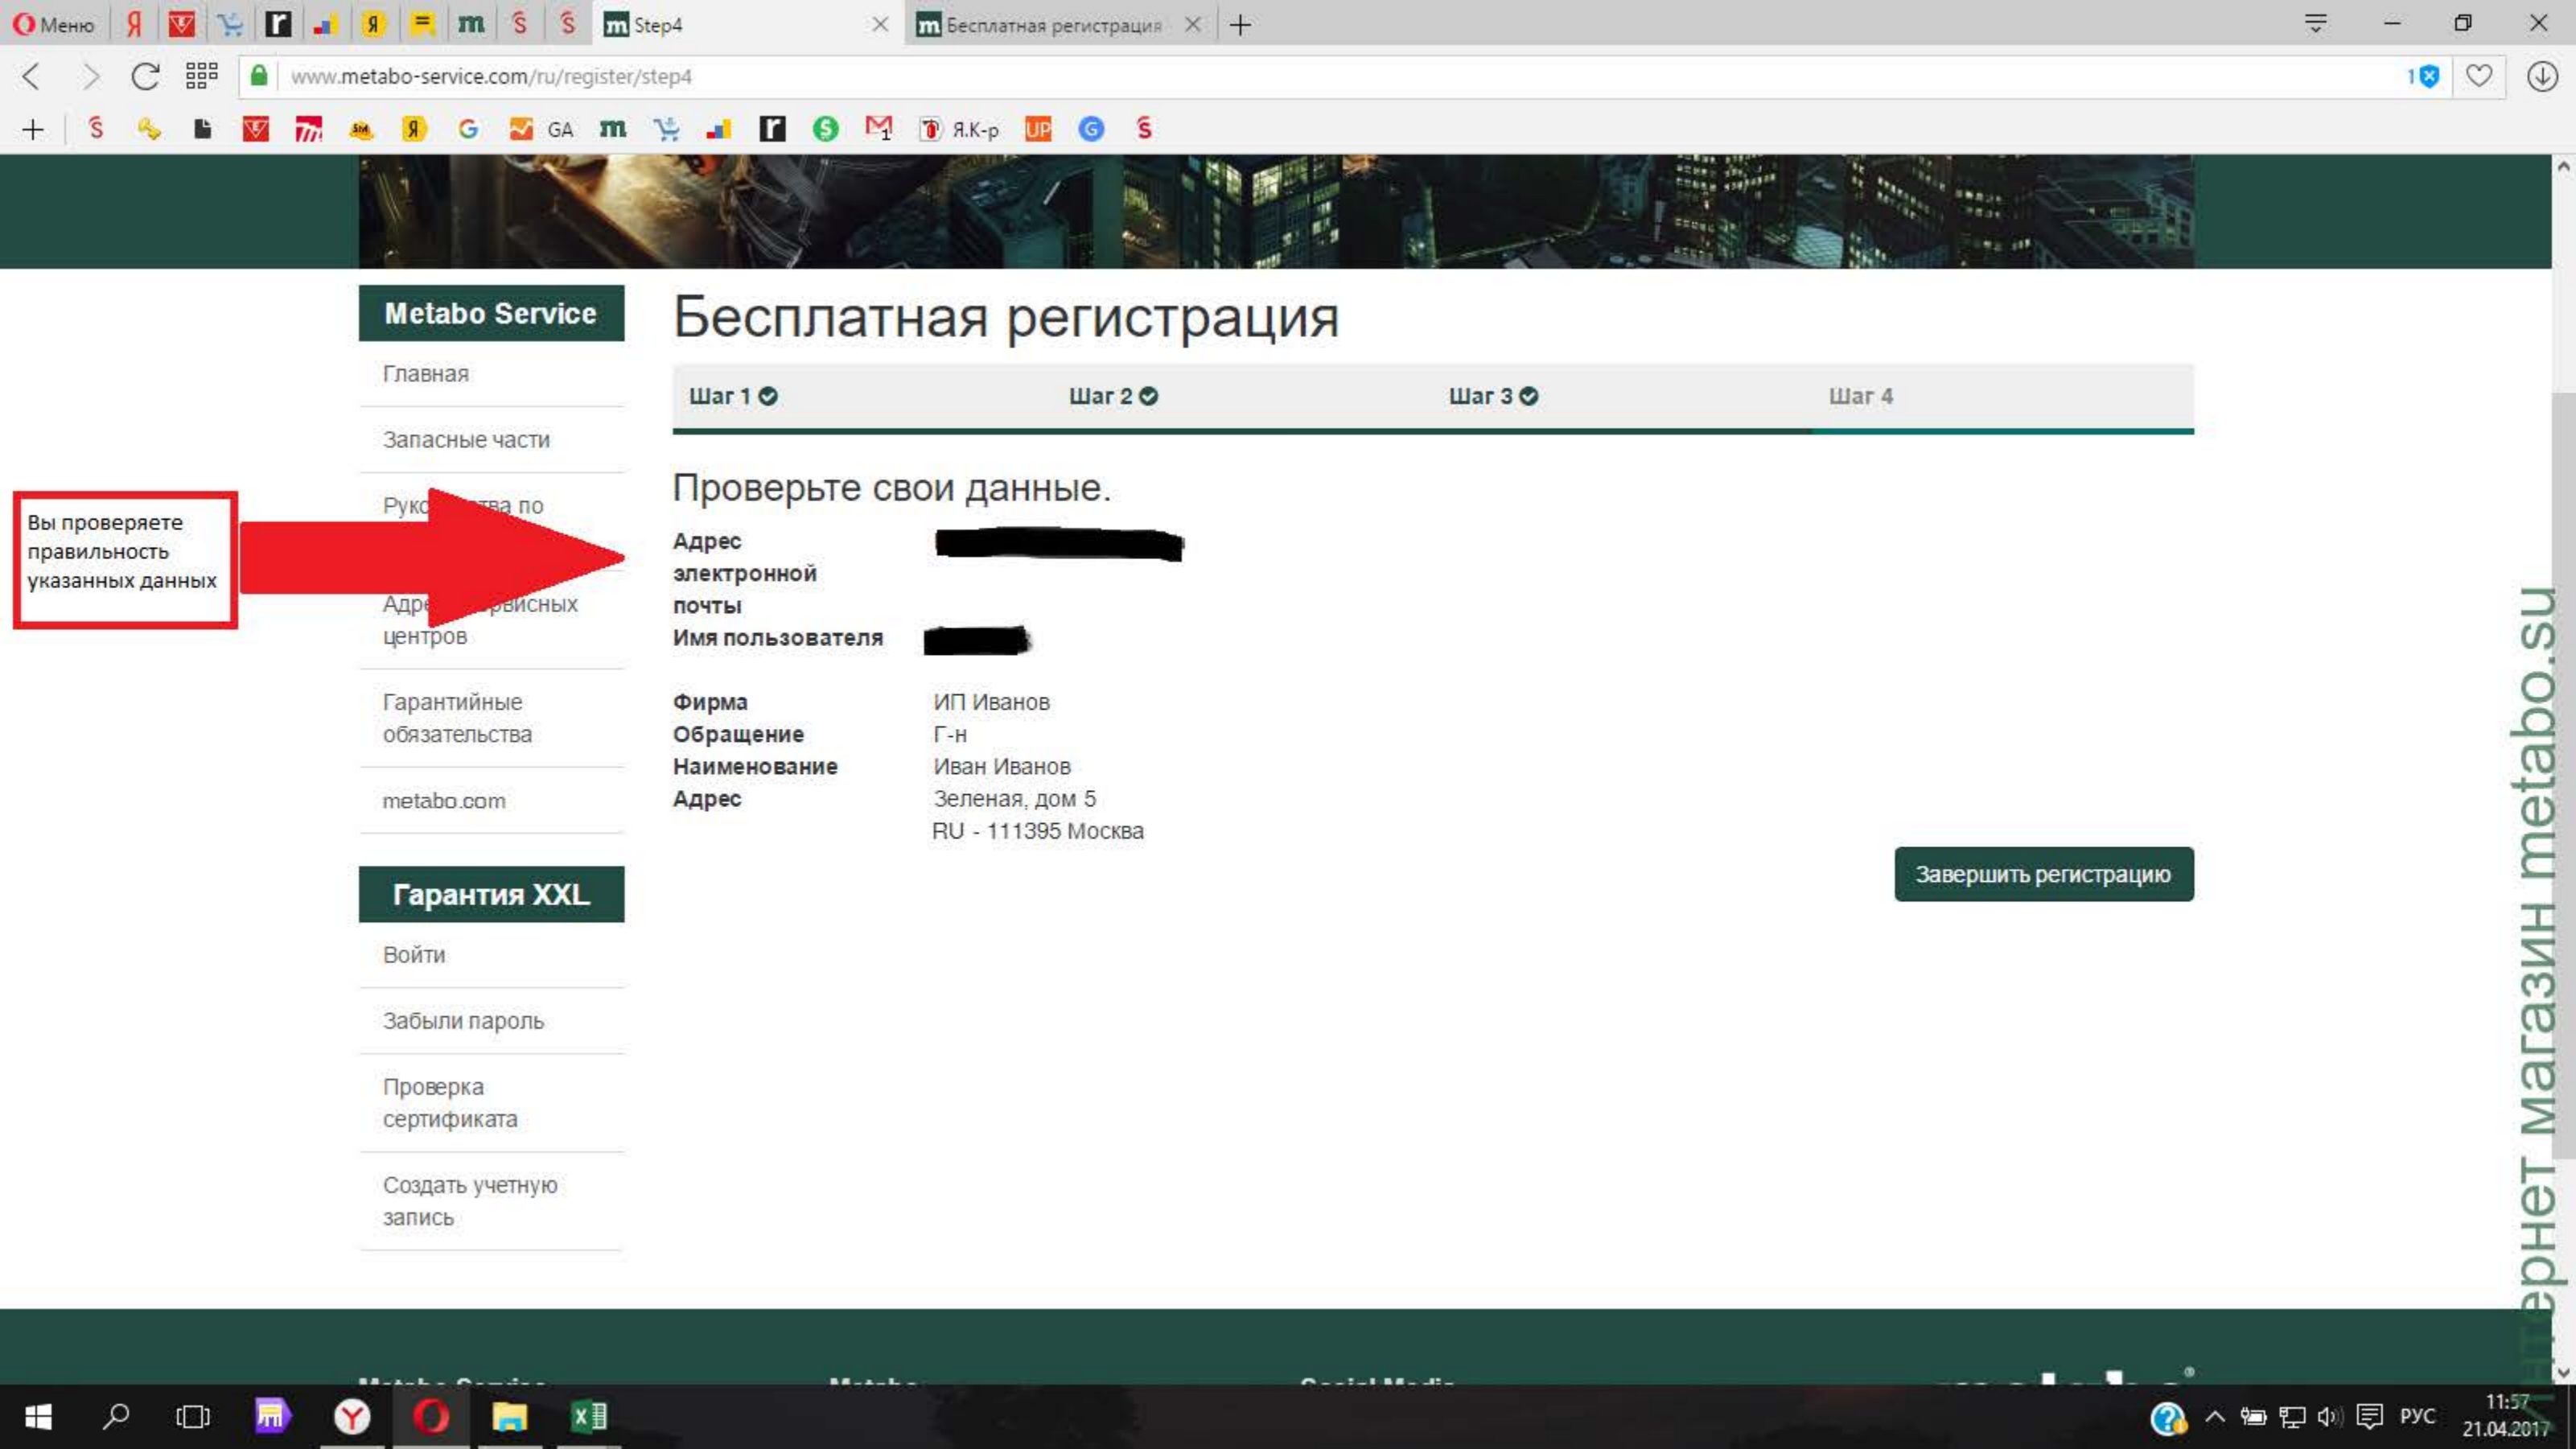 Меню
Step4
Бесплатная регистрация
www.metabo-service.com/ru/register/step4
1
GA
Я.К-р
UP
Metabo Service
Главная
Запасные части
по
центров
Гарантийные
обязательства
metabo.com
Гарантия XXL
Войти
Забыли пароль
Проверка
сертификата
Создать учетную
запись
Вы проверяете
правильность
указанных данных
Бесплатная регистрация
Шаг 1 Шаг 2 Шаг 3 Шаг 4
Проверьте свои данные.
Адрес
электронной
почты
Имя пользователя
Фирма ИП Иванов
Обращение Г-н
Наименование Иван Иванов
Адрес Зеленая, дом 5
RU - 111395 Москва
Завершить регистрацию
Интернет магазин metabo.su
РУС
11:57
21.04.2017